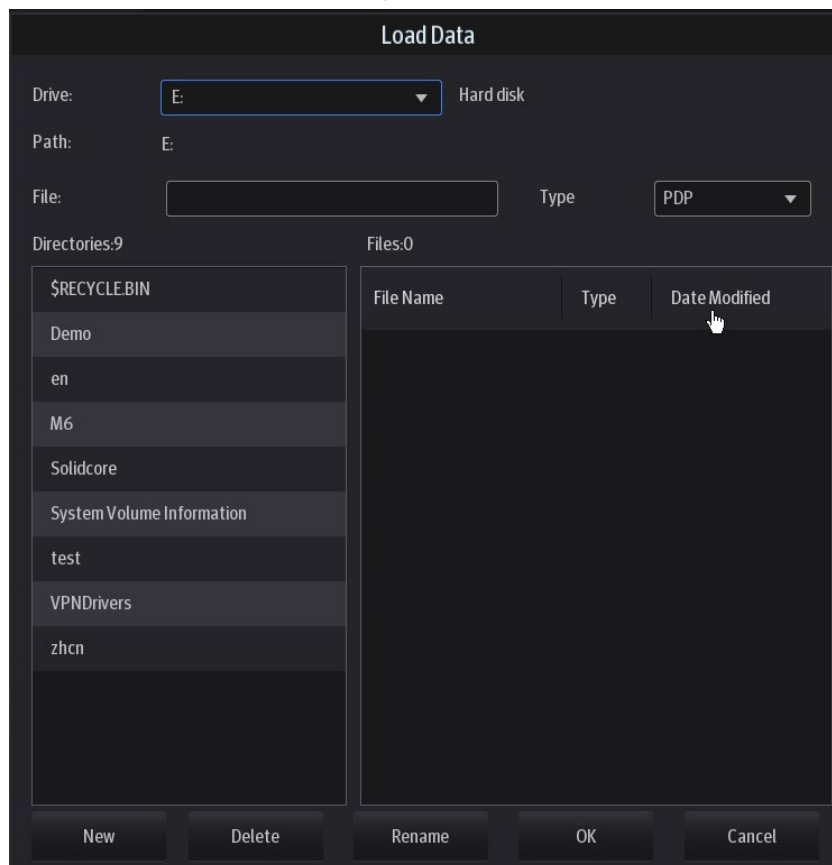 Load Data
Drive: E: Hard disk
Path: E:
File: Type PDP
Directories:9 Files:0
$RECYCLE.BIN
File Name Type Date Modified
Demo
en
M6
Solidcore
System Volume Information
test
VPNDrivers
zhcn
New Delete Rename OK Cancel